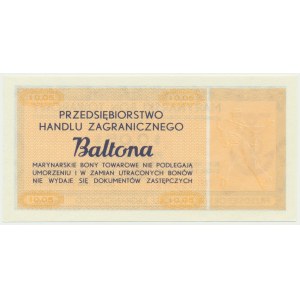 PRZEDSIĘBIORSTWO
HANDLU ZAGRANICZNEGO
Baltona
MARYNARSKIE BONY TOWAROWE NIE PODLEGAJĄ
UMORZENIU I W ZAMIAN UTRACONYCH BONÓW
NIE WYDAJE SIĘ DOKUMENTÓW ZASTĘPCZYCH